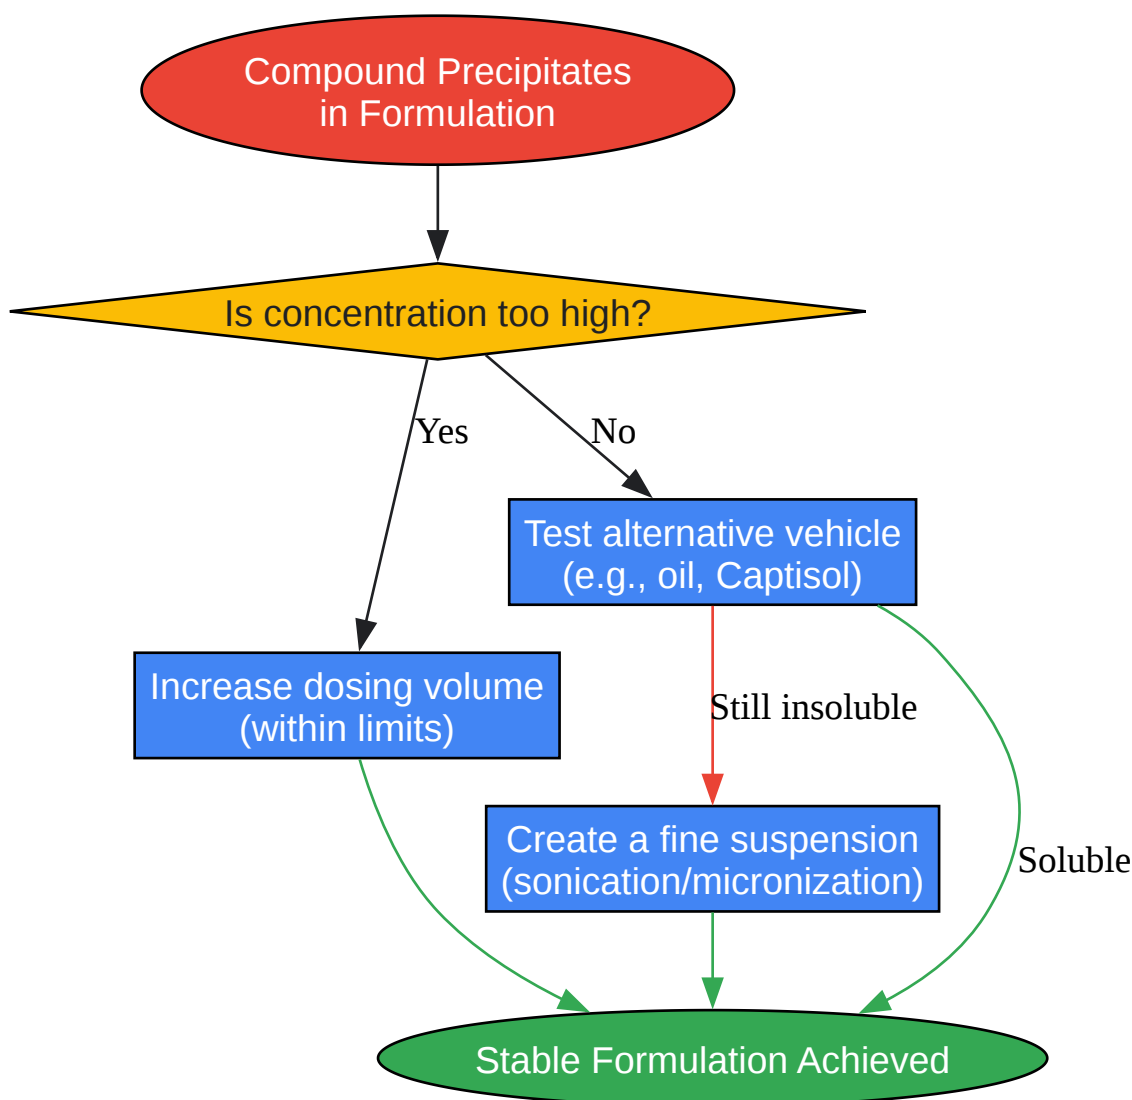 Compound Precipitates
in Formulation
Is concentration too high?
Yes
No
Test alternative vehicle
(e.g., oil, Captisol)
Increase dosing volume
(within limits)
Still insoluble
Create a fine suspension
(sonication/micronization)
Soluble
Stable Formulation Achieved